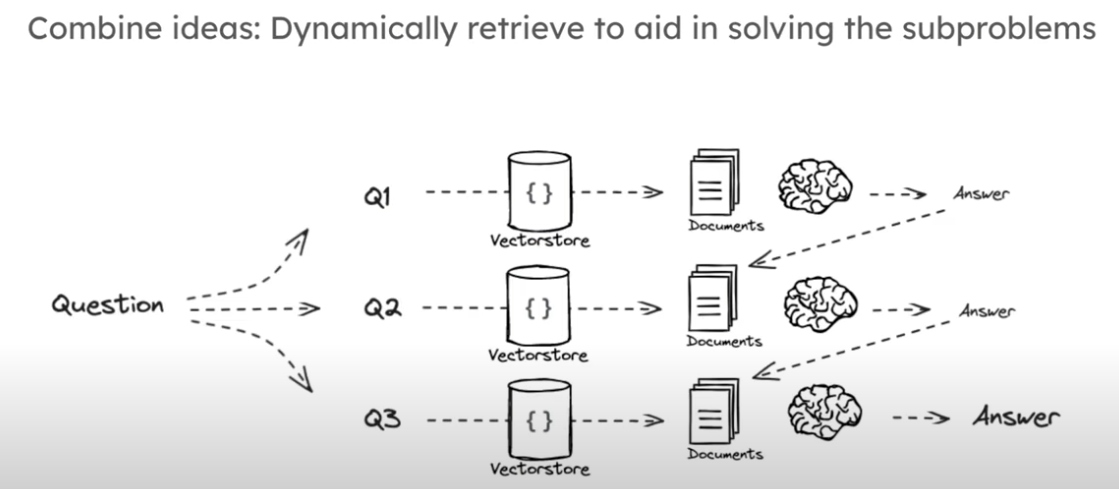 Combine ideas: Dynamically retrieve to aid in solving the subproblems
Q1
{}
Vectorstore
Documents
Answer
Question
Q2
{}
Vectorstore
Documents
Answer
Q3
{}
Vectorstore
Documents
Answer